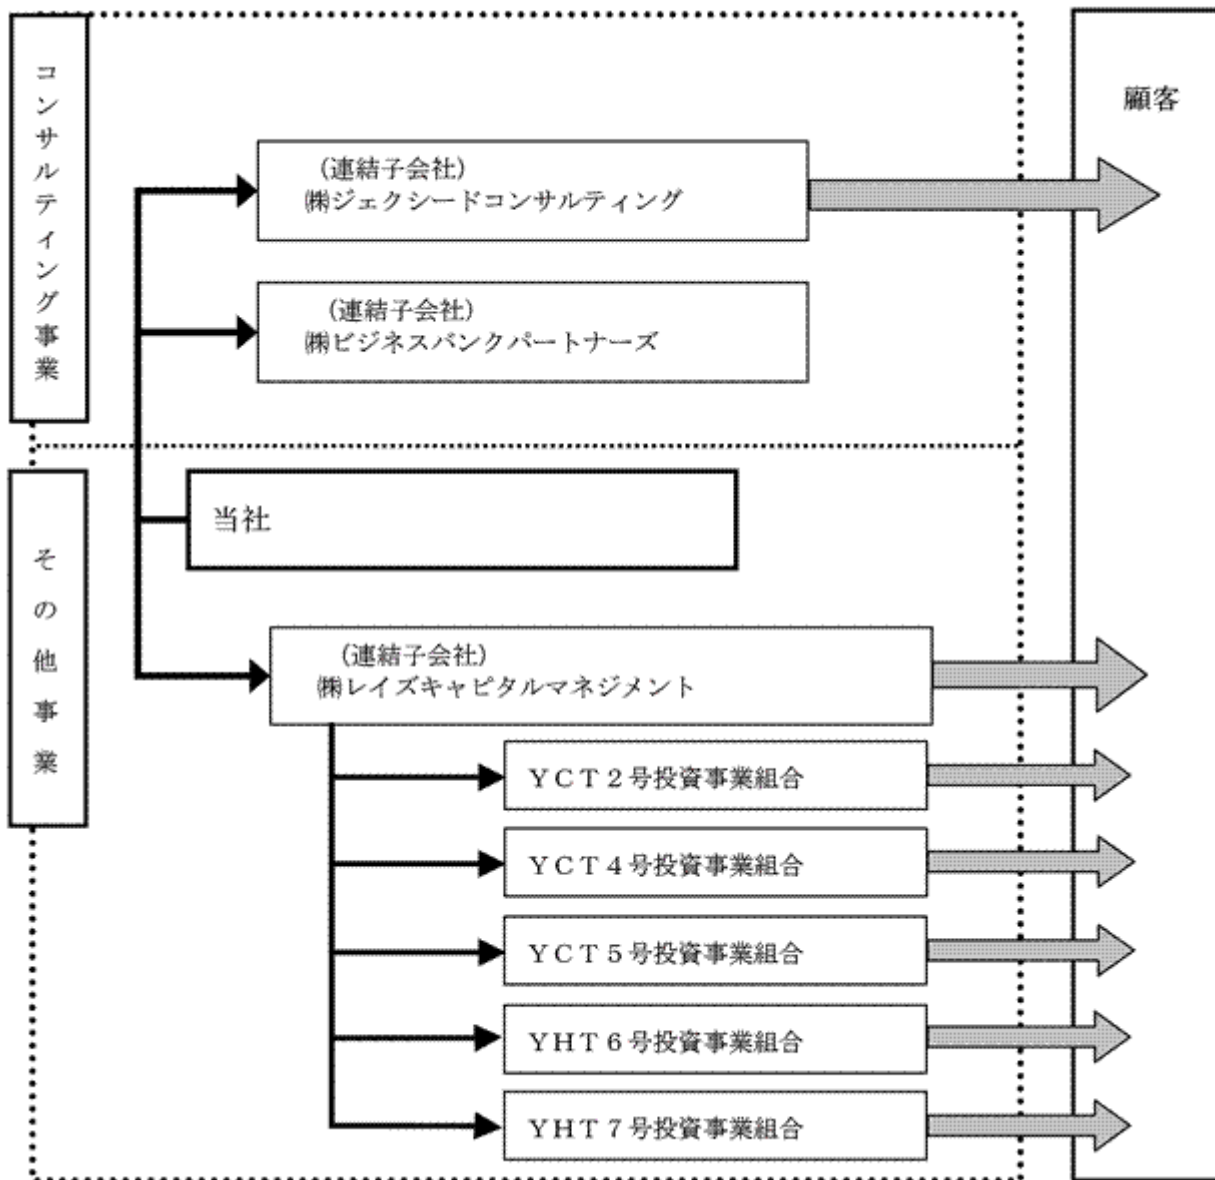 コンサルティング事業
顧客
(連結子会社)
㈱ジェクシードコンサルティング
(連結子会社)
㈱ビジネスバンクパートナーズ
その他事業
当社
(連結子会社)
㈱レイズキャピタルマネジメント
ＹＣＴ２号投資事業組合
ＹＣＴ４号投資事業組合
ＹＣＴ５号投資事業組合
ＹＨＴ６号投資事業組合
ＹＨＴ７号投資事業組合